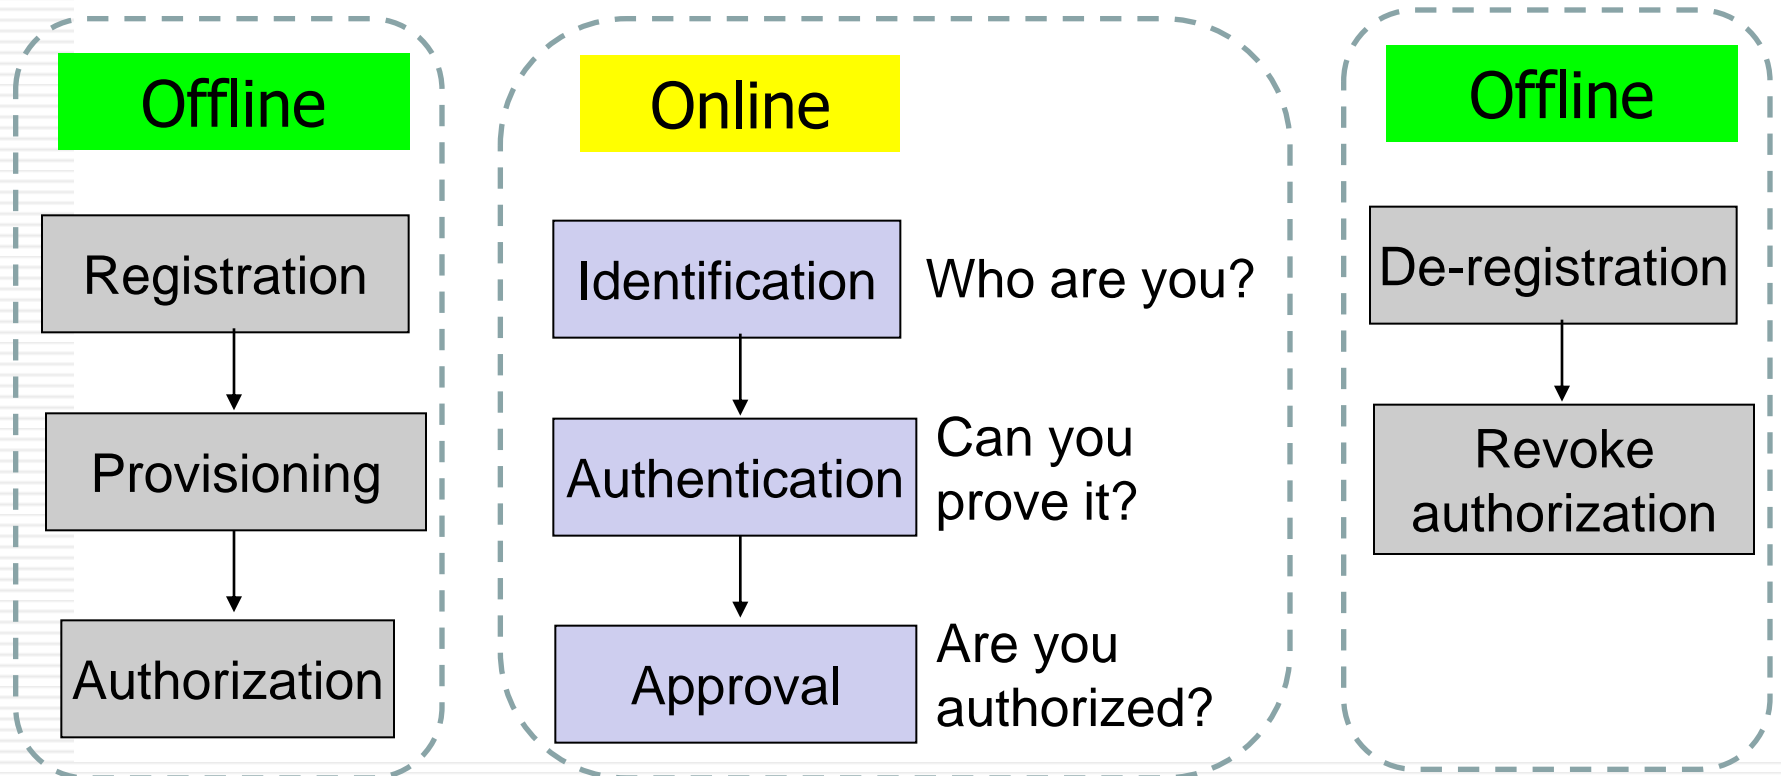 Offline
Registration
Provisioning
Authorization
Online
Identification
Who are you?
Authentication
Can you
prove it?
Approval
Are you
authorized?
Offline
De-registration
Revoke
authorization